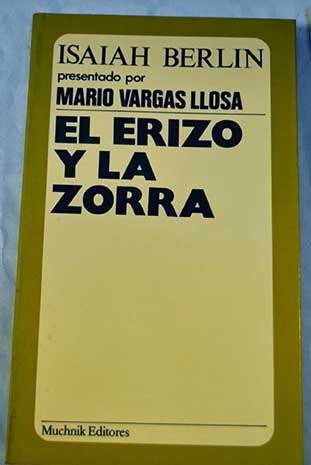 ISAIAH BERLIN
presentado por
MARIO VARGAS LLOSA
EL ERIZO
Y LA
ZORRA
Muchnik Editores